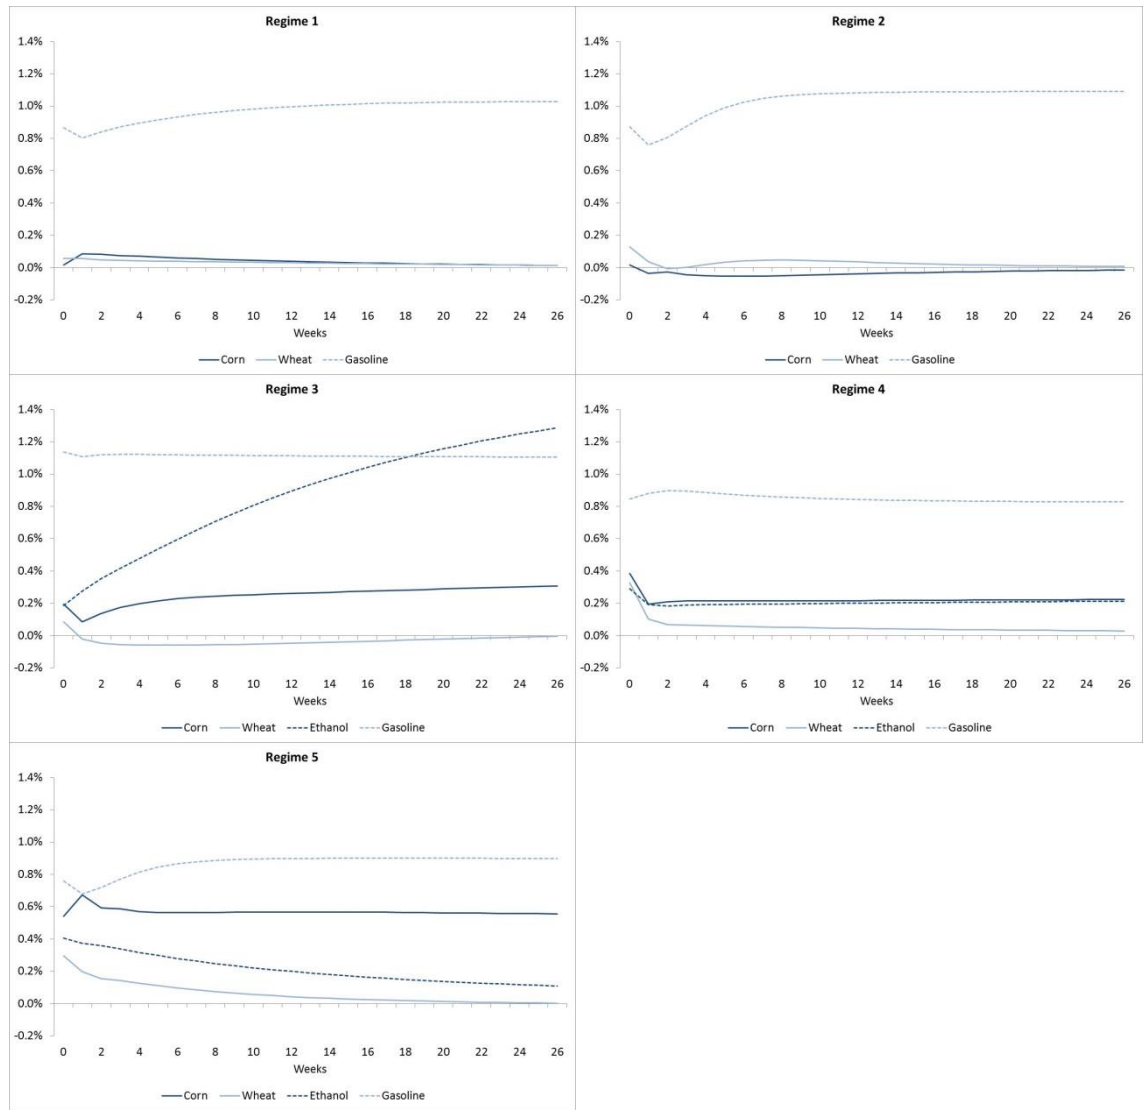 Regime 1
1.4%
1.2%
1.0%
0.8%
0.6%
0.4%
0.2%
0.0%
-0.2%
0 2 4 6 8 10 12 14 16 18 20 22 24 26
Weeks
Corn Wheat Gasoline
Regime 2
1.4%
1.2%
1.0%
0.8%
0.6%
0.4%
0.2%
0.0%
-0.2%
0 2 4 6 8 10 12 14 16 18 20 22 24 26
Weeks
Corn Wheat Gasoline
Regime 3
1.4%
1.2%
1.0%
0.8%
0.6%
0.4%
0.2%
0.0%
-0.2%
0 2 4 6 8 10 12 14 16 18 20 22 24 26
Weeks
Corn Wheat Ethanol Gasoline
Regime 4
1.4%
1.2%
1.0%
0.8%
0.6%
0.4%
0.2%
0.0%
-0.2%
0 2 4 6 8 10 12 14 16 18 20 22 24 26
Weeks
Corn Wheat Ethanol Gasoline
Regime 5
1.4%
1.2%
1.0%
0.8%
0.6%
0.4%
0.2%
0.0%
-0.2%
0 2 4 6 8 10 12 14 16 18 20 22 24 26
Weeks
Corn Wheat Ethanol Gasoline